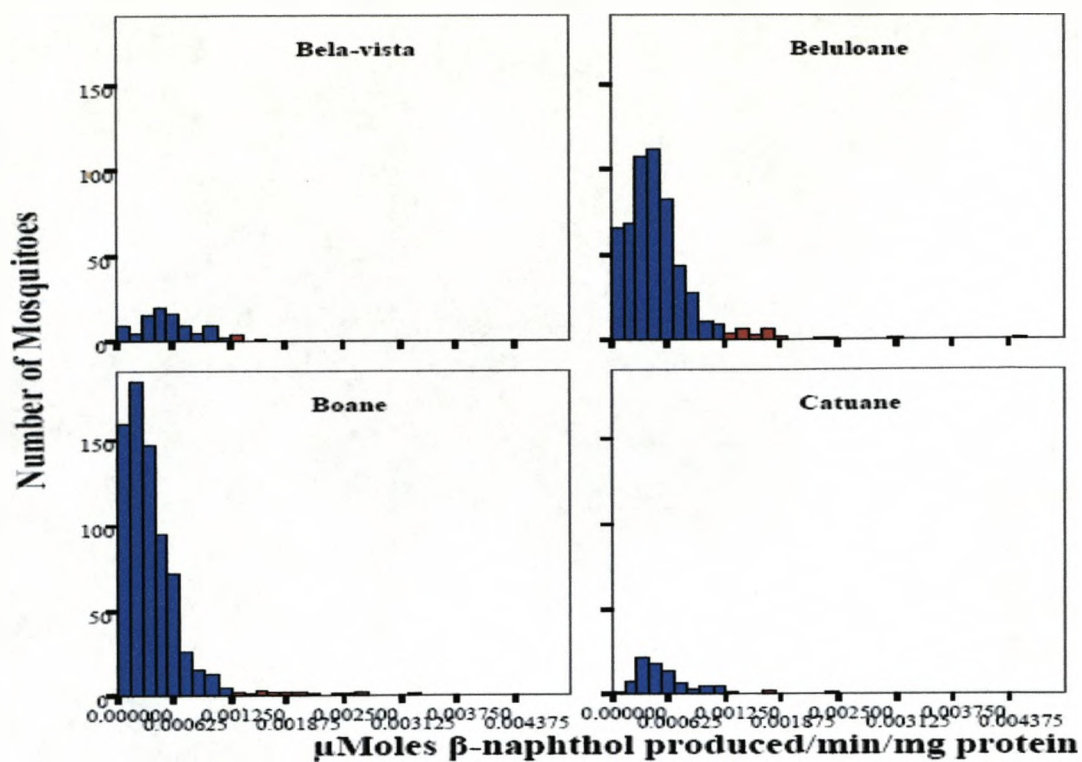 Bela-vista
Beluloane
150
100
50
0
Number of Mosquitoes
Boane
Catuane
150
100
50
0
0.000000 0.001250 0.002500 0.003750
0.000625 0.001875 0.003125 0.004375
0.000000 0.001250 0.002500 0.003750
0.000625 0.001875 0.003125 0.004375
µMoles β-naphthol produced/min/mg protein